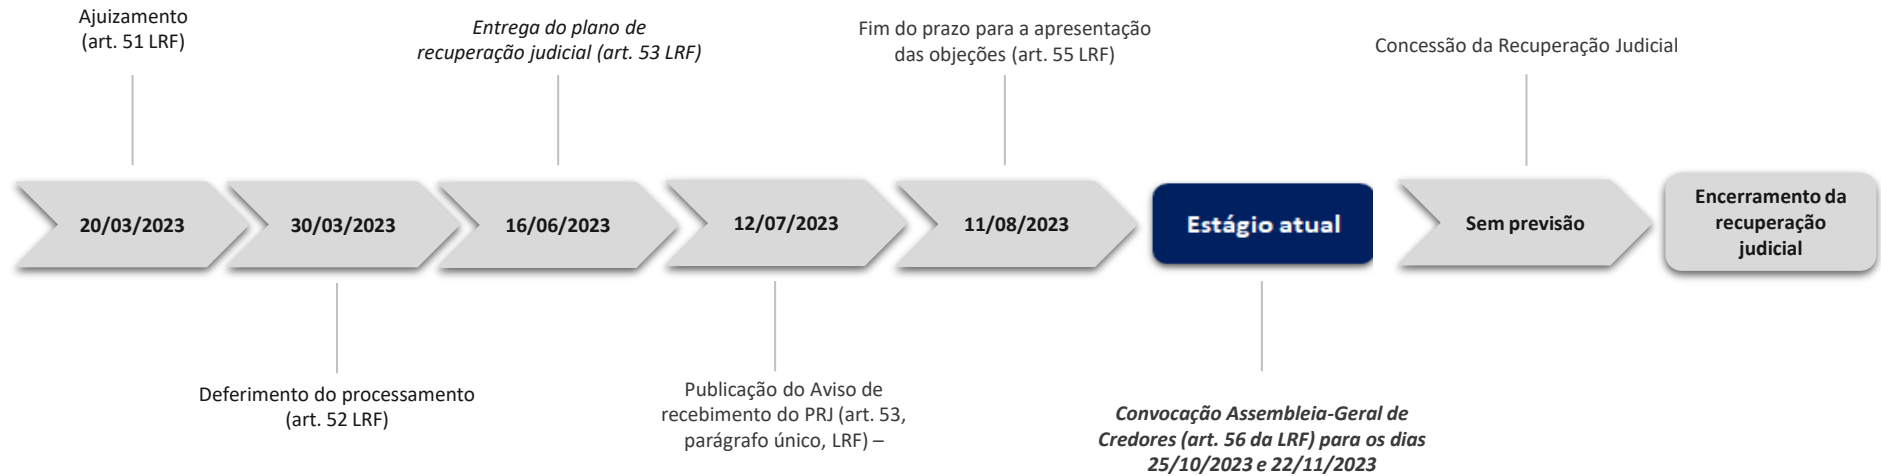 Ajuizamento
(art. 51 LRF)
Entrega do plano de
recuperação judicial (art. 53 LRF)
Fim do prazo para a apresentação
das objeções (art. 55 LRF)
Concessão da Recuperação Judicial
20/03/2023
30/03/2023
16/06/2023
12/07/2023
11/08/2023
Estágio atual
Sem previsão
Encerramento da
recuperação
judicial
Deferimento do processamento
(art. 52 LRF)
Publicação do Aviso de
recebimento do PRJ (art. 53,
parágrafo único, LRF) –
Convocação Assembleia-Geral de
Credores (art. 56 da LRF) para os dias
25/10/2023 e 22/11/2023